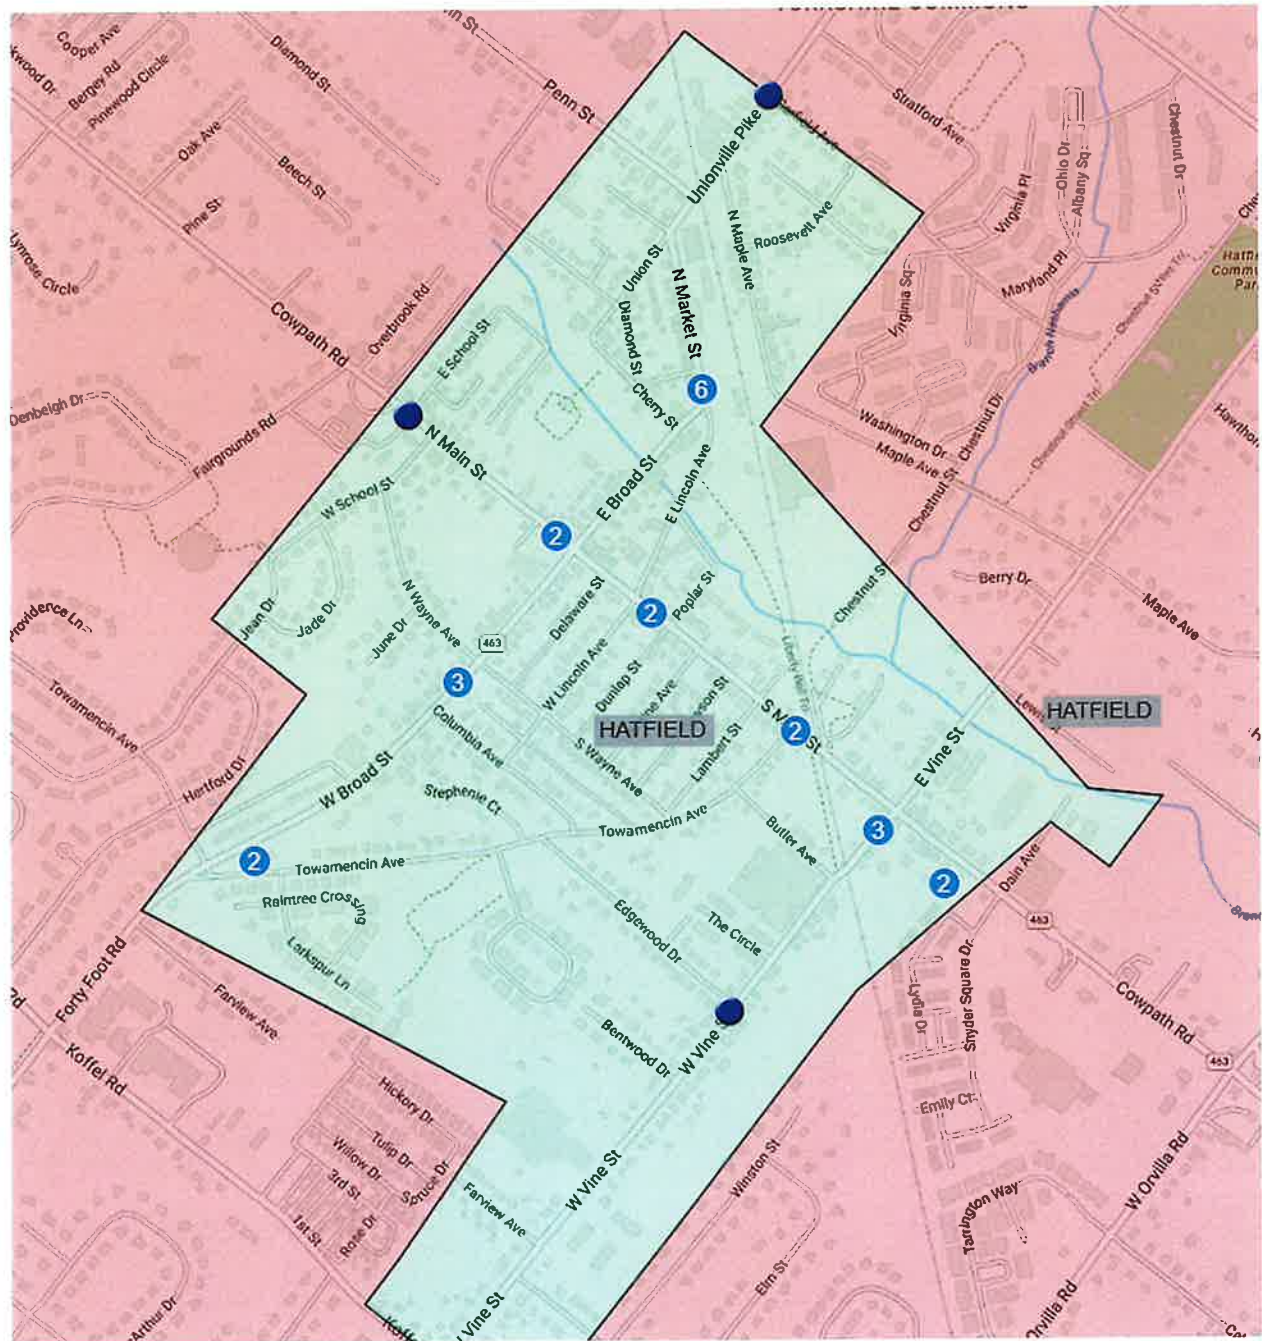 Cooper Ave
Bergey Rd
Pinewood Circle
Diamond St
Penn St
Stratford Ave
Chestnut Dr
Ohio Dr
Albany Sq
Oak Ave
Beech St
Pine St
Unionville Pike
Virginia Pl
Roosevelt Ave
N Maple Ave
Union St
N Market St
Maryland Pl
Virginia Sq
Lynrose Circle
Cowpath Rd
Overbrook Rd
E School St
Diamond St
Cherry St
6
Denbeigh Dr
Fairgrounds Rd
N Main St
Washington Dr
Maple Ave
Chestnut Dr
Chestnut St
W School St
E Broad St
E Lincoln Ave
2
Jean Dr
Jade Dr
June Dr
N Wayne Ave
463
Delaware St
2
Poplar St
Chestnut St
Berry Dr
Maple Ave
Providence Ln
Towamencin Ave
3
W Lincoln Ave
Dunlap St
HATFIELD
HATFIELD
2
Columbia Ave
S Wayne Ave
Lambert St
E Vine St
Hertford Dr
W Broad St
Stephenie Ct
Towamencin Ave
Butler Ave
3
2
Towamencin Ave
2
Dain Ave
463
Raintree Crossing
Larkspur Ln
Edgewood Dr
The Circle
Forty Foot Rd
Farview Ave
Lydia Dr
Snyder Square Dr
Cowpath Rd
463
Koffel Rd
Bentwood Dr
W Vine
Emily Ct
Hickory Dr
Tulip Dr
Willow Dr
3rd St
Spruce Dr
1st St
Rose Dr
Farview Ave
W Vine St
Winston St
W Orvilla Rd
Tarrington Way
Elm St
Arthur Dr
Vine St
Orvilla Rd